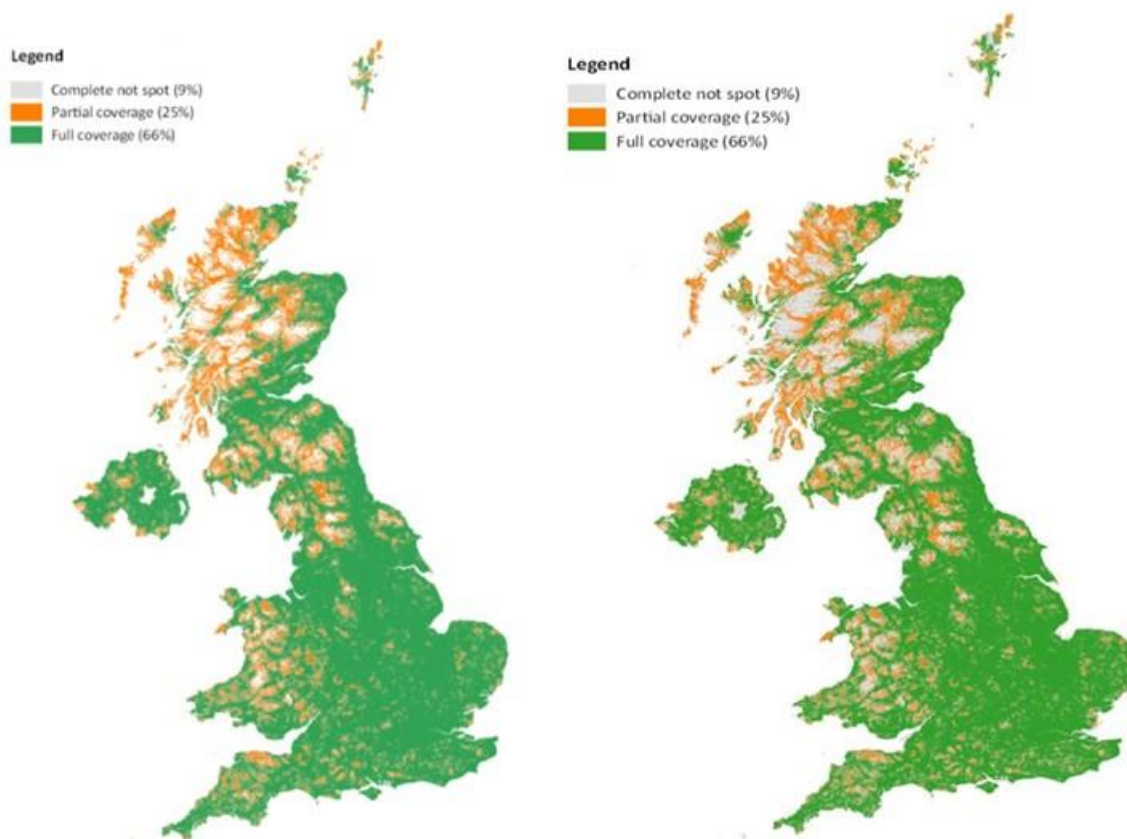 Legend
Complete not spot (9%)
Partial coverage (25%)
Full coverage (66%)
Legend
Complete not spot (9%)
Partial coverage (25%)
Full coverage (66%)